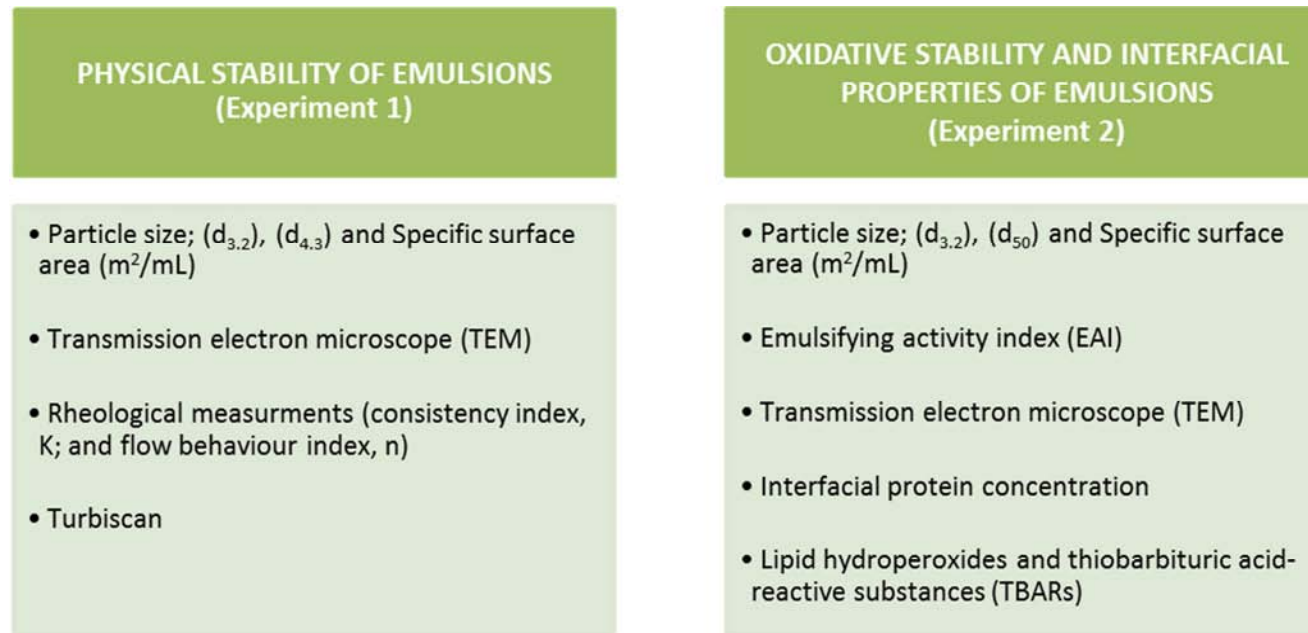 PHYSICAL STABILITY OF EMULSIONS
(Experiment 1)
• Particle size; (d3.2), (d4.3) and Specific surface
area (m²/mL)
• Transmission electron microscope (TEM)
• Rheological measurments (consistency index,
K; and flow behaviour index, n)
• Turbiscan
OXIDATIVE STABILITY AND INTERFACIAL
PROPERTIES OF EMULSIONS
(Experiment 2)
• Particle size; (d3.2), (d50) and Specific surface
area (m²/mL)
• Emulsifying activity index (EAI)
• Transmission electron microscope (TEM)
• Interfacial protein concentration
• Lipid hydroperoxides and thiobarbituric acid-
reactive substances (TBARs)